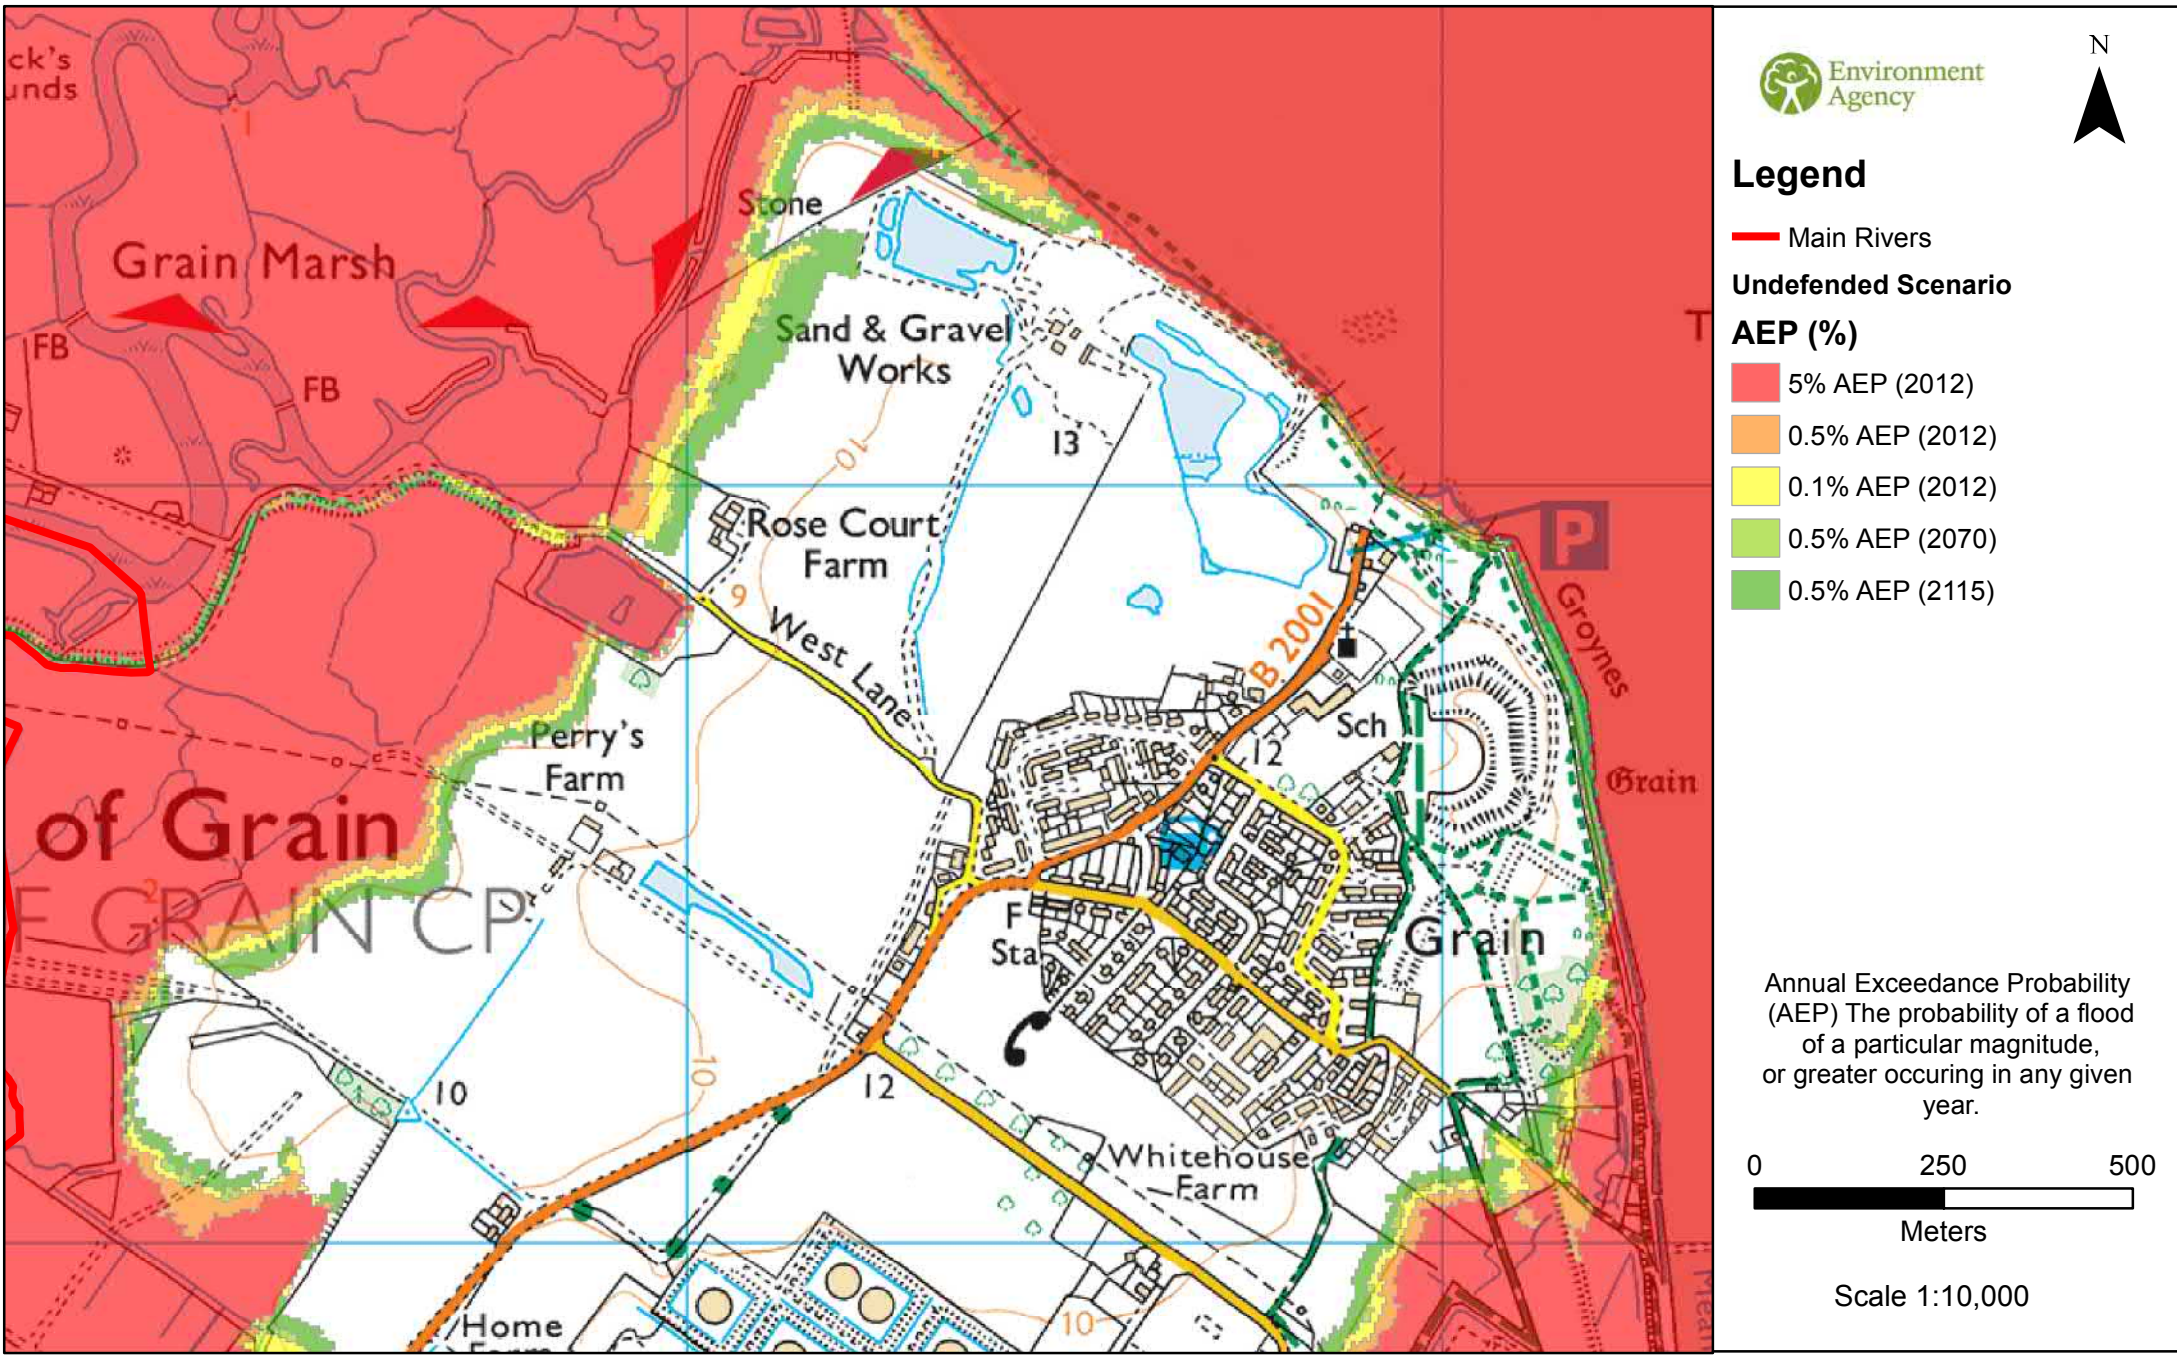 ck's
unds
1
Grain Marsh
FB
FB
Stone
Sand & Gravel
Works
10
13
T
Rose Court
Farm
9
West Lane
B 2001
P
Groynes
Sch
12
Grain
Perry's
Farm
of Grain
2
F GRAIN CP
F
Sta
Grain
10
10
12
Whitehouse
Farm
Home
Farm
10
Mean
Environment
Agency
N
Legend
Main Rivers
Undefended Scenario
AEP (%)
5% AEP (2012)
0.5% AEP (2012)
0.1% AEP (2012)
0.5% AEP (2070)
0.5% AEP (2115)
Annual Exceedance Probability
(AEP) The probability of a flood
of a particular magnitude,
or greater occuring in any given
year.
0 250 500
Meters
Scale 1:10,000